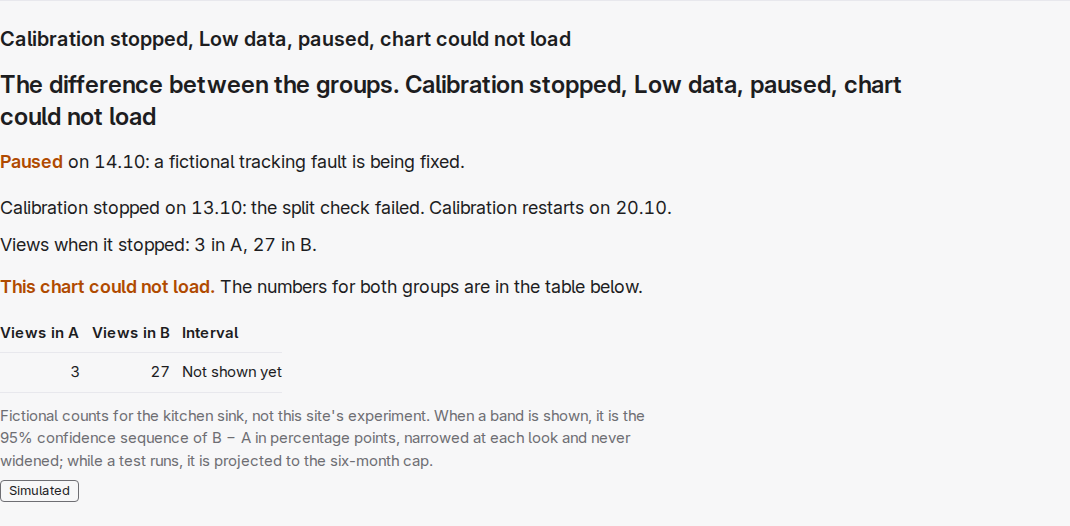 Calibration stopped, Low data, paused, chart could not load
The difference between the groups. Calibration stopped, Low data, paused, chart
could not load
Paused on 14.10: a fictional tracking fault is being fixed.
Calibration stopped on 13.10: the split check failed. Calibration restarts on 20.10.
Views when it stopped: 3 in A, 27 in B.
This chart could not load. The numbers for both groups are in the table below.
Views in A Views in B Interval
3 27 Not shown yet
Fictional counts for the kitchen sink, not this site's experiment. When a band is shown, it is the
95% confidence sequence of B − A in percentage points, narrowed at each look and never
widened; while a test runs, it is projected to the six-month cap.
Simulated